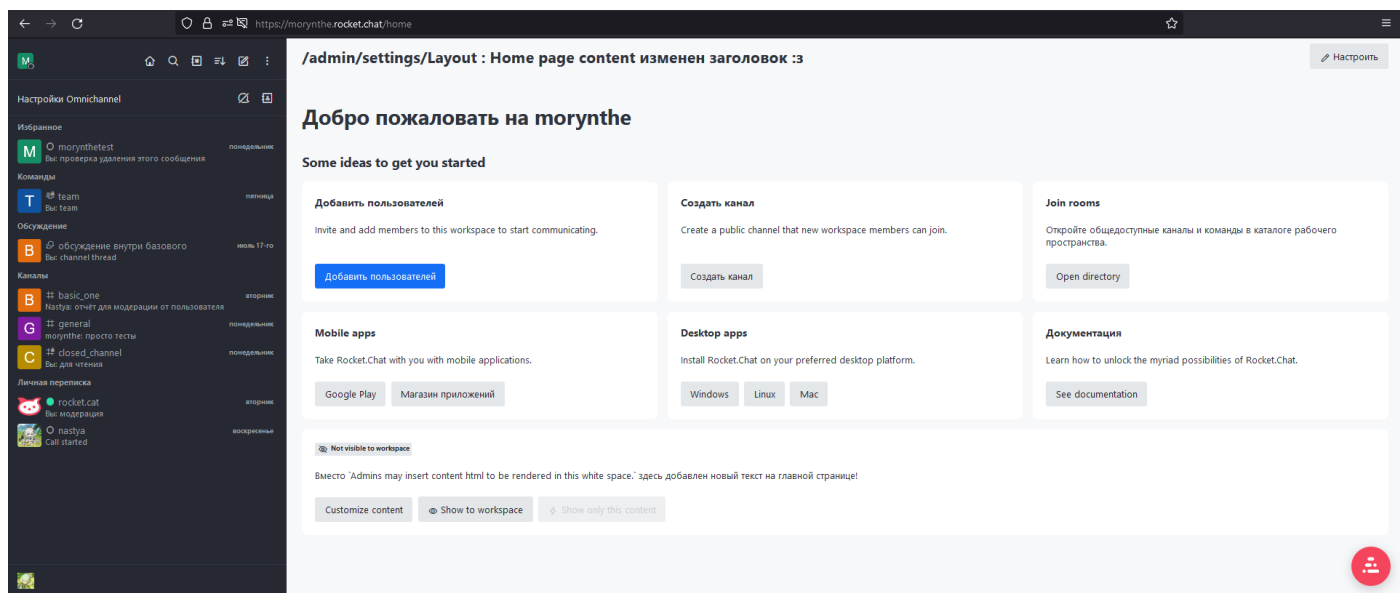 https://morynthe.rocket.chat/home
M
Настройки Omnichannel
Избранное
M
morynthetest
понедельник
Вы: проверка удаления этого сообщения
Команды
T
team
пятница
Вы: team
Обсуждение
B
обсуждение внутри базового
июль 17-го
Вы: channel thread
Каналы
B
basic_one
вторник
Nastya: отчёт для модерации от пользователя
G
general
понедельник
morynthe: просто тесты
C
closed_channel
понедельник
Вы: для чтения
Личная переписка
rocket.cat
вторник
Вы: модерация
nastya
воскресенье
Call started
/admin/settings/Layout : Home page content изменен заголовок :з
Настроить
Добро пожаловать на morynthe
Some ideas to get you started
Добавить пользователей
Invite and add members to this workspace to start communicating.
Добавить пользователей
Создать канал
Create a public channel that new workspace members can join.
Создать канал
Join rooms
Откройте общедоступные каналы и команды в каталоге рабочего
пространства.
Open directory
Mobile apps
Take Rocket.Chat with you with mobile applications.
Google Play Магазин приложений
Desktop apps
Install Rocket.Chat on your preferred desktop platform.
Windows Linux Mac
Документация
Learn how to unlock the myriad possibilities of Rocket.Chat.
See documentation
Not visible to workspace
Вместо `Admins may insert content html to be rendered in this white space.` здесь добавлен новый текст на главной странице!
Customize content Show to workspace Show only this content